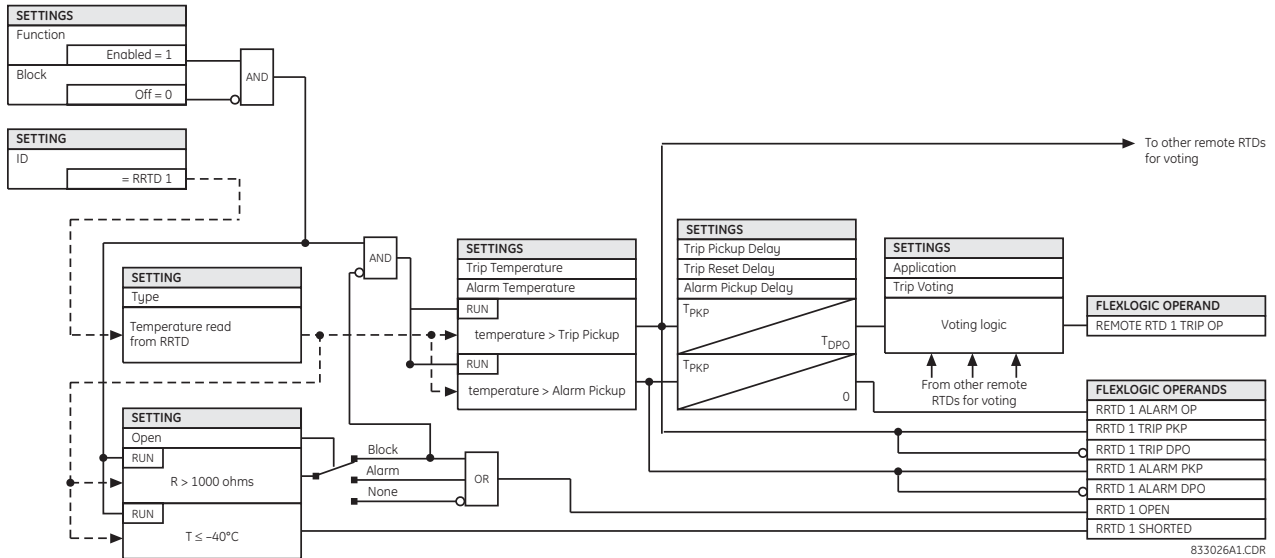 SETTINGS
Function
Enabled = 1
Block
Off = 0
AND
SETTING
ID
= RRTD 1
To other remote RTDs
for voting
AND
SETTING
Type
Temperature read
from RRTD
SETTINGS
Trip Temperature
Alarm Temperature
RUN
temperature > Trip Pickup
RUN
temperature > Alarm Pickup
SETTINGS
Trip Pickup Delay
Trip Reset Delay
Alarm Pickup Delay
TPKP
TDPO
TPKP
0
SETTINGS
Application
Trip Voting
Voting logic
From other remote
RTDs for voting
FLEXLOGIC OPERAND
REMOTE RTD 1 TRIP OP
SETTING
Open
RUN
R > 1000 ohms
RUN
T ≤ –40°C
Block
Alarm
None
OR
FLEXLOGIC OPERANDS
RRTD 1 ALARM OP
RRTD 1 TRIP PKP
RRTD 1 TRIP DPO
RRTD 1 ALARM PKP
RRTD 1 ALARM DPO
RRTD 1 OPEN
RRTD 1 SHORTED
833026A1.CDR